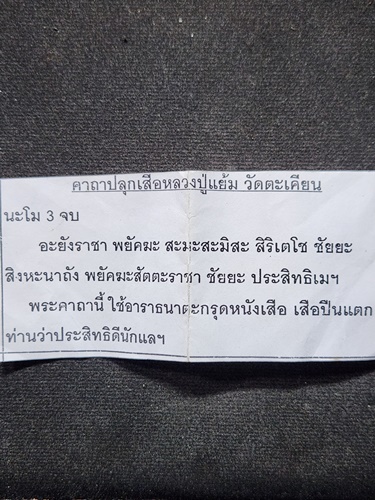 คาถาปลุกเสือหลวงปู่แย้ม วัดตะเคียน
นะโม 3 จบ
อะยังราชา พยัคฆะ สะมะสะมิสะ สิริเตโช ชัยยะ
สิงหะนาถัง พยัคฆะสัตตะราชา ชัยยะ ประสิทธิเมฯ
พระคาถานี้ ใช้อาราธนาตะกรุดหนังเสือ เสือปืนแตก
ท่านว่าประสิทธิดีนักแลฯ